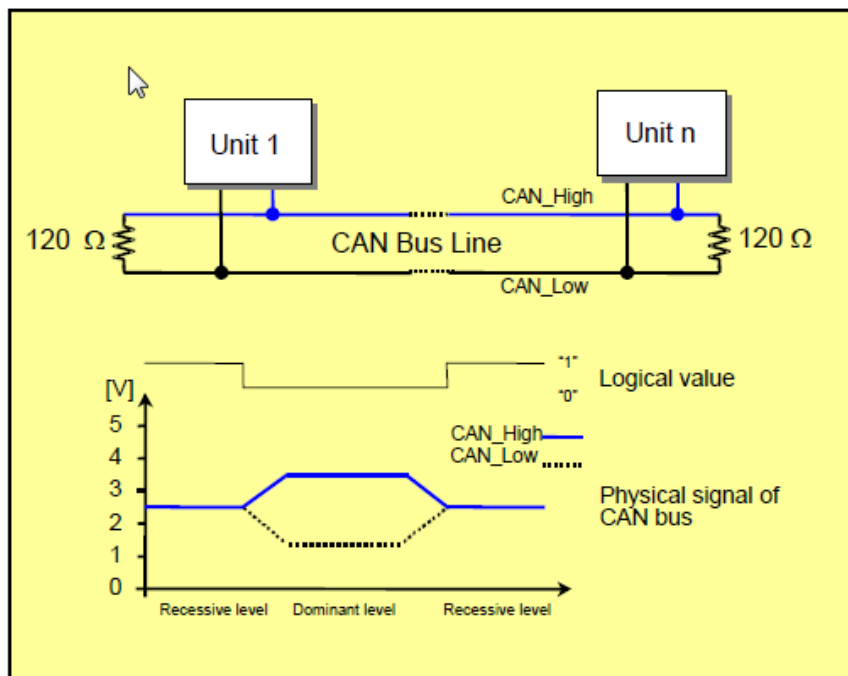 Unit 1
Unit n
CAN_High
120 Ω
CAN Bus Line
120 Ω
CAN_Low
"1"
Logical value
"0"
[V]
5
CAN_High
CAN_Low
4
3
Physical signal of
CAN bus
2
1
0
Recessive level
Dominant level
Recessive level